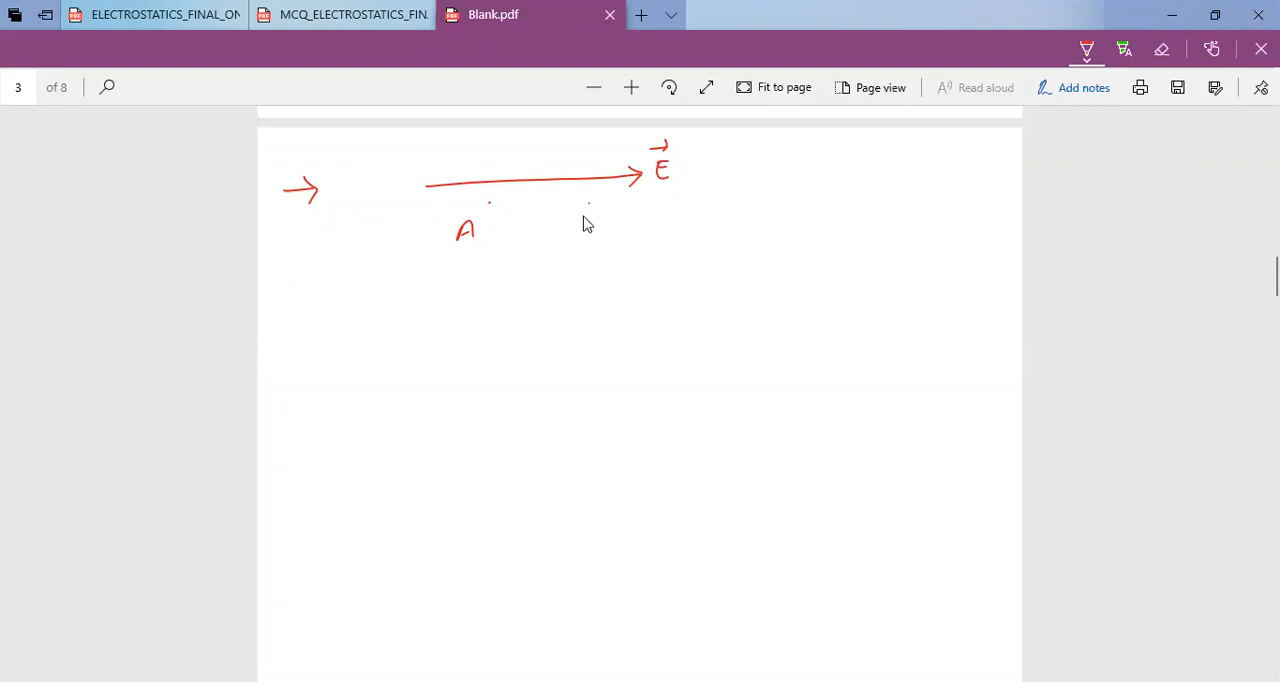 ELECTROSTATICS_FINAL_ON
MCQ_ELECTROSTATICS_FIN.
Blank.pdf
3 of 8
Fit to page
Page view
Read aloud
Add notes
E
A